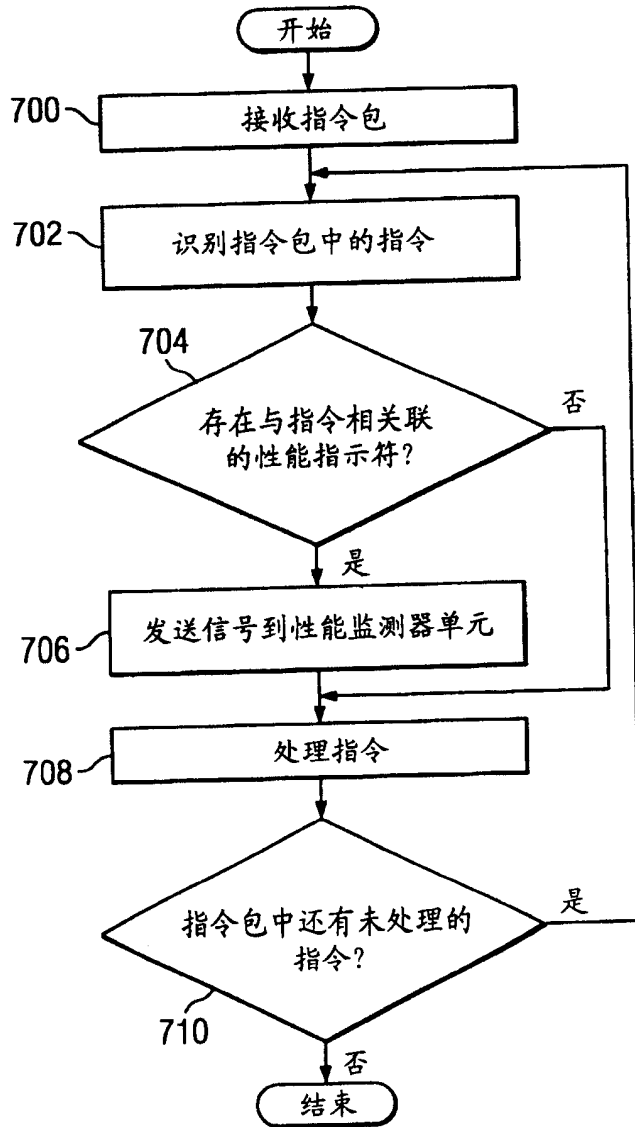 开始
700
接收指令包
702
识别指令包中的指令
704
存在与指令相关联
的性能指示符?
否
是
706
发送信号到性能监测器单元
708
处理指令
指令包中还有未处理的
指令?
是
710
否
结束